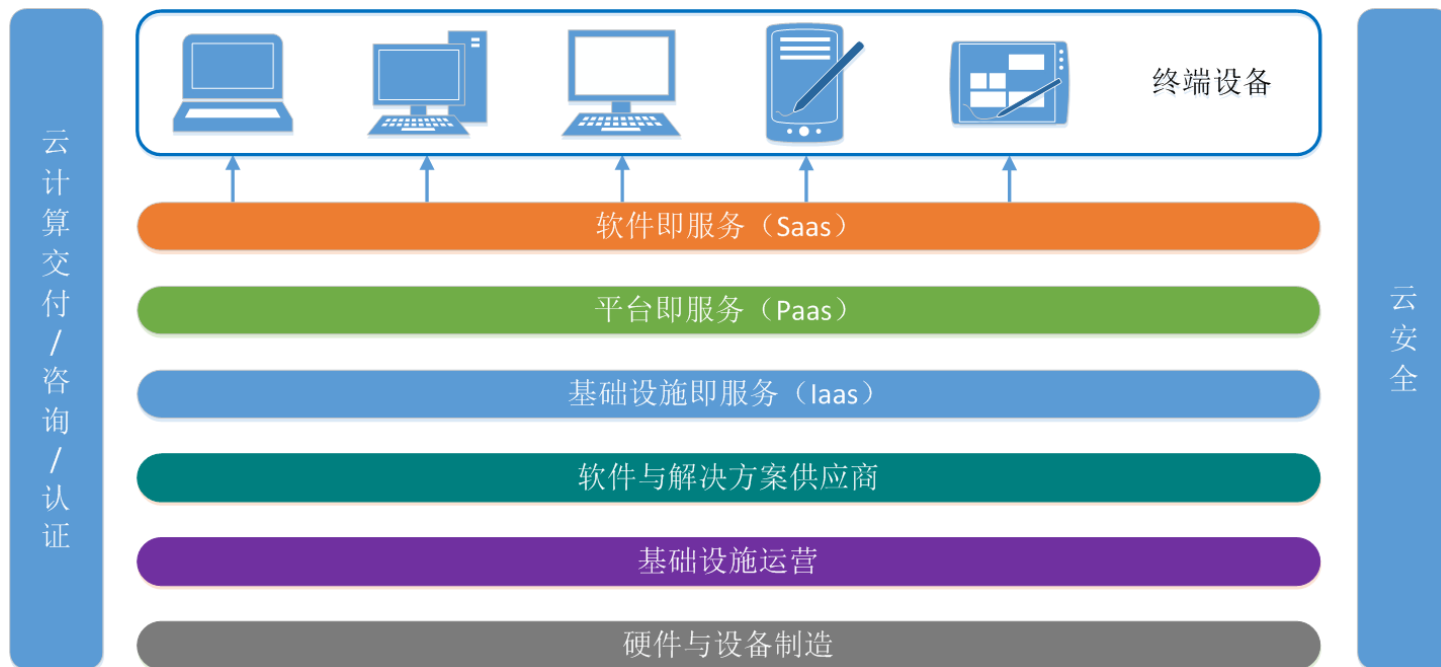 云计算交付/咨询/认证
终端设备
软件即服务（Saas）
平台即服务（Paas）
基础设施即服务（Iaas）
软件与解决方案供应商
基础设施运营
硬件与设备制造
云安全